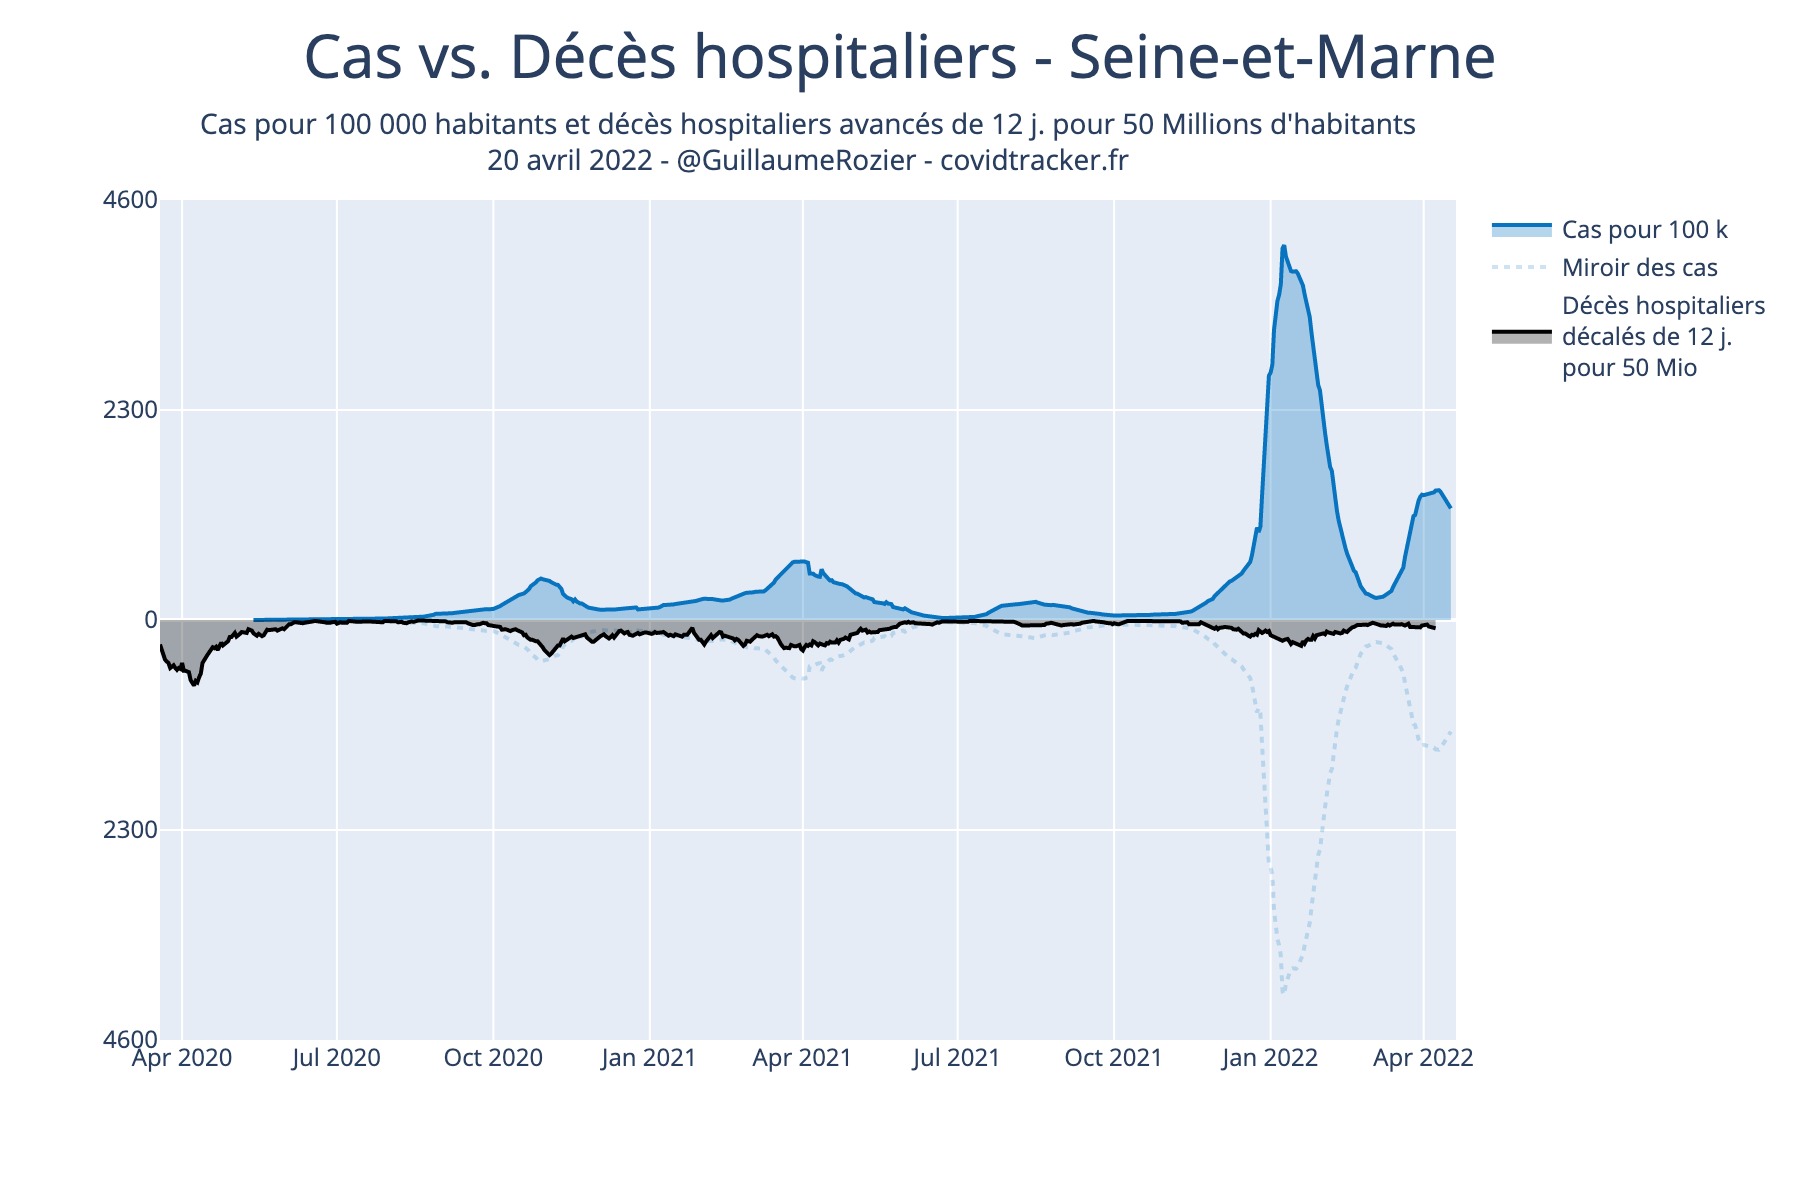 Cas vs. Décès hospitaliers - Seine-et-Marne
Cas pour 100 000 habitants et décès hospitaliers avancés de 12 j. pour 50 Millions d'habitants
20 avril 2022 - @GuillaumeRozier - covidtracker.fr
4600
2300
0
2300
4600
Apr 2020
Jul 2020
Oct 2020
Jan 2021
Apr 2021
Jul 2021
Oct 2021
Jan 2022
Apr 2022
Cas pour 100 k
Miroir des cas
Décès hospitaliers
décalés de 12 j.
pour 50 Mio